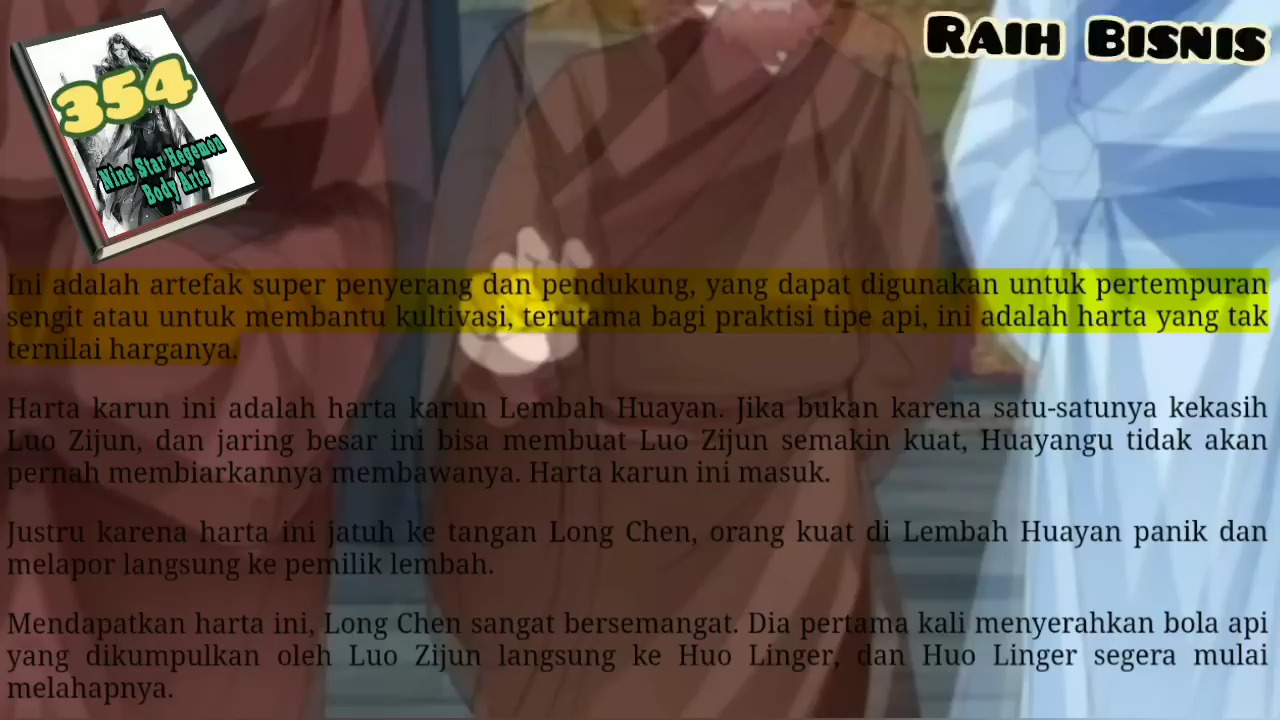 354
Nine Star Hegemon
Body Arts
Raih Bisnis
Ini adalah artefak super penyerang dan pendukung, yang dapat digunakan untuk pertempuran
sengit atau untuk membantu kultivasi, terutama bagi praktisi tipe api, ini adalah harta yang tak
ternilai harganya.
Harta karun ini adalah harta karun Lembah Huayan. Jika bukan karena satu-satunya kekasih
Luo Zijun, dan jaring besar ini bisa membuat Luo Zijun semakin kuat, Huayangu tidak akan
pernah membiarkannya membawanya. Harta karun ini masuk.
Justru karena harta ini jatuh ke tangan Long Chen, orang kuat di Lembah Huayan panik dan
melapor langsung ke pemilik lembah.
Mendapatkan harta ini, Long Chen sangat bersemangat. Dia pertama kali menyerahkan bola api
yang dikumpulkan oleh Luo Zijun langsung ke Huo Linger, dan Huo Linger segera mulai
melahapnya.